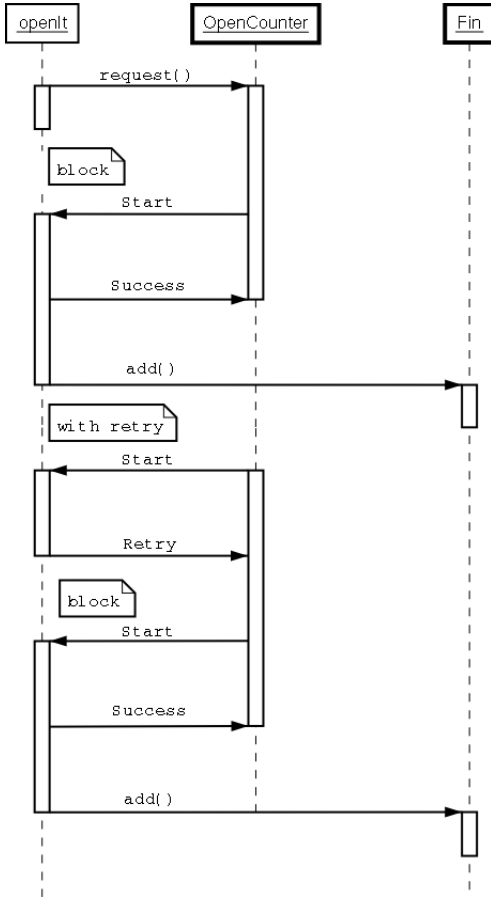 openIt
OpenCounter
Fin
request()
block
Start
Success
add()
with retry
Start
Retry
block
Start
Success
add()